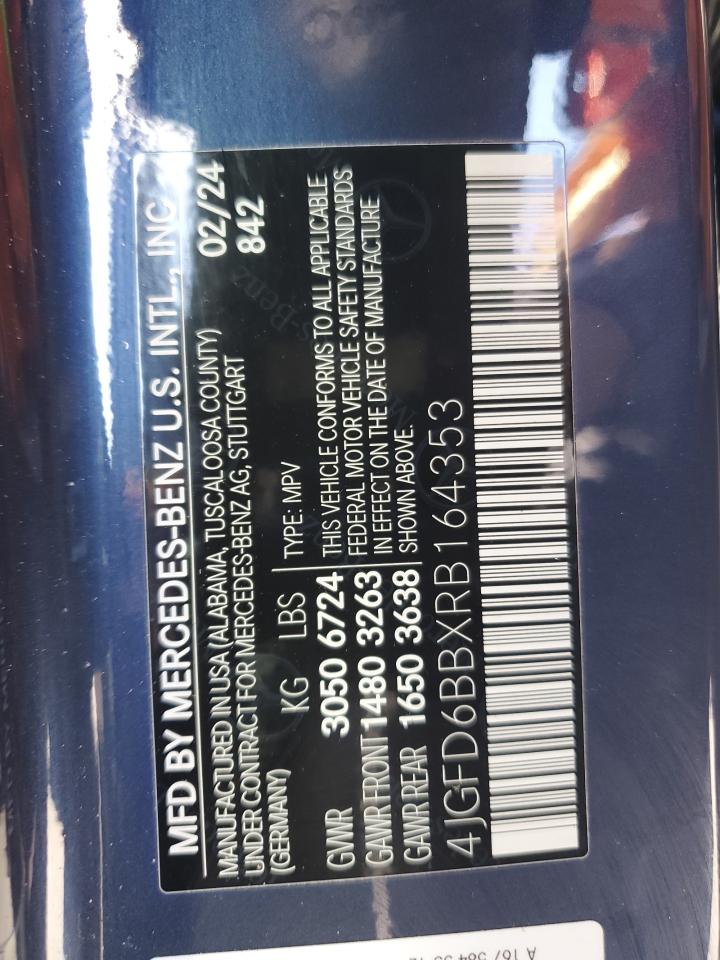 MFD BY MERCEDES-BENZ U.S. INTL., INC
MANUFACTURED IN USA (ALABAMA, TUSCALOOSA COUNTY) 02/24
UNDER CONTRACT FOR MERCEDES-BENZ AG, STUTTGART 842
(GERMANY)
KG LBS TYPE: MPV
GVWR 3050 6724 THIS VEHICLE CONFORMS TO ALL APPLICABLE
FEDERAL MOTOR VEHICLE SAFETY STANDARDS
GAWR FRONT 1480 3263 IN EFFECT ON THE DATE OF MANUFACTURE
GAWR REAR 1650 3638 SHOWN ABOVE.
4JGFD6BBXRB164353
A 167 584